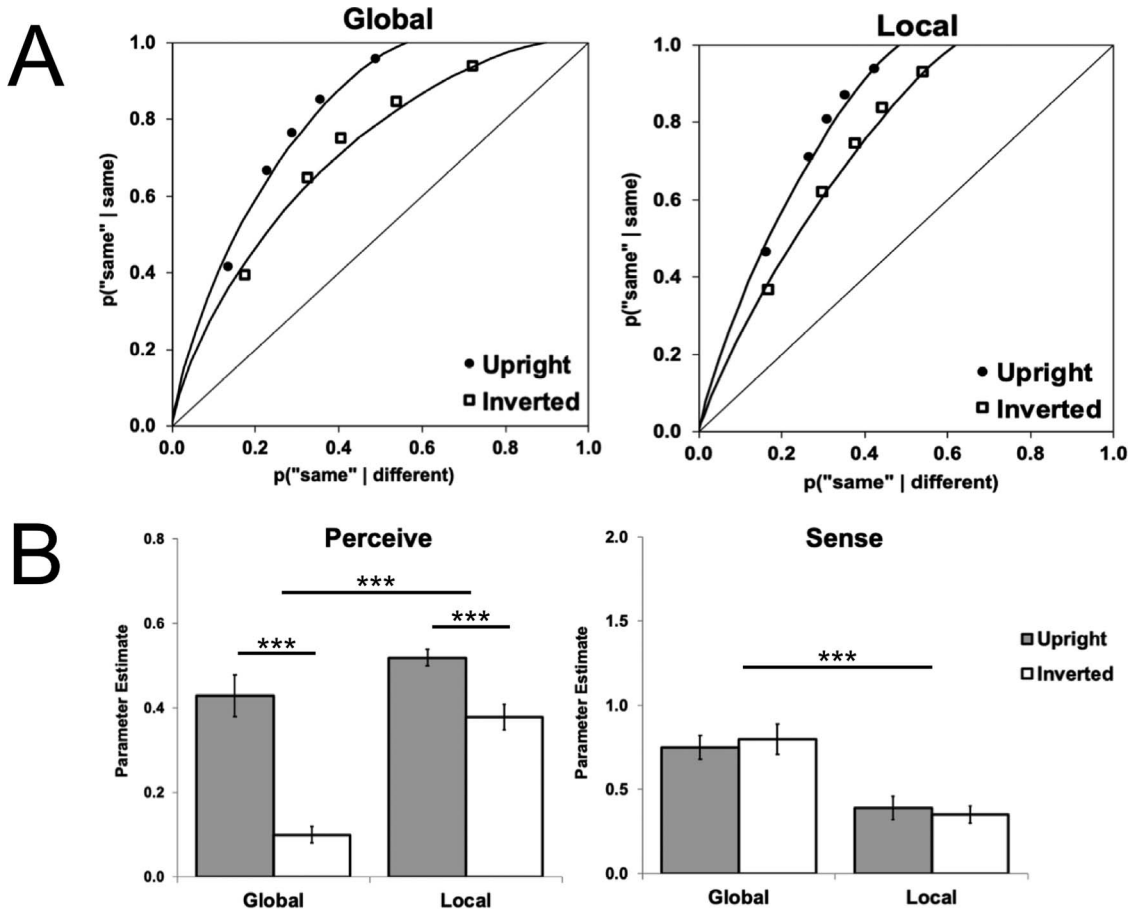 A
Global
p("same" | same)
1.0
0.8
0.6
0.4
0.2
0.0
Upright
Inverted
0.0 0.2 0.4 0.6 0.8 1.0
p("same" | different)
Local
p("same" | same)
1.0
0.8
0.6
0.4
0.2
0.0
Upright
Inverted
0.0 0.2 0.4 0.6 0.8 1.0
p("same" | different)
B
Perceive
Parameter Estimate
0.8
0.6
0.4
0.2
0.0
***
***
***
Global Local
Sense
Parameter Estimate
2.0
1.5
1.0
0.5
0.0
***
Upright
Inverted
Global Local